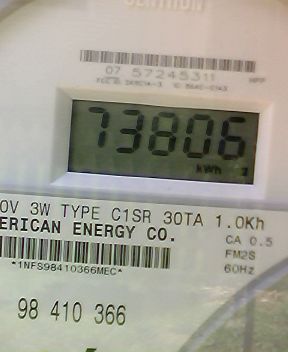 CENTRON
07 57245311
73806
kWh
0V 3W TYPE C1SR 30TA 1.0Kh
ERICAN ENERGY CO.
CA 0.5
FM2S
60Hz
*1NFS98410366MEC*
98 410 366